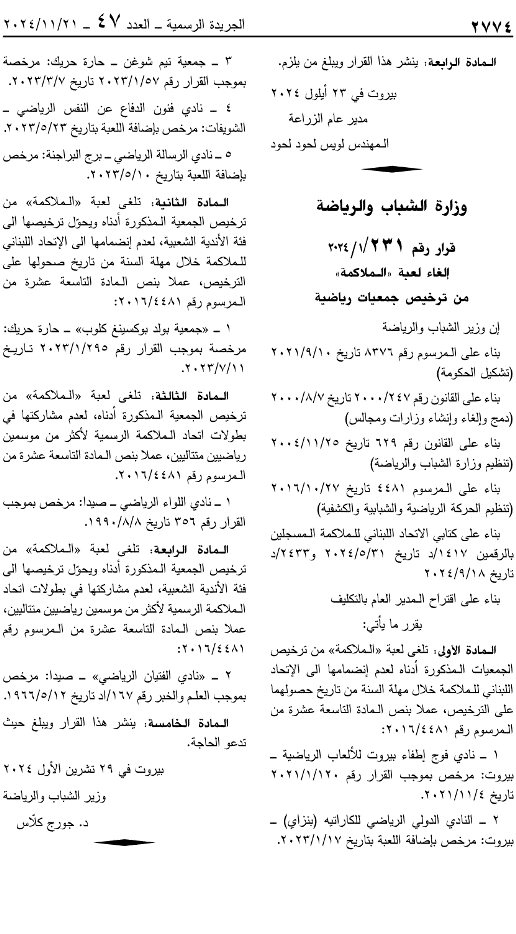 ٢٧٧٤
الجريدة الرسمية ـ العدد ٤٧ ـ ٢٠٢٤/١١/٢١
المادة الرابعة: ينشر هذا القرار ويبلغ من يلزم.
بيروت في ٢٣ أيلول ٢٠٢٤
مدير عام الزراعة
المهندس لويس لحود لحود
وزارة الشباب والرياضة
قرار رقم ٢٠٢٤/١/٢٣١
إلغاء لعبة «الملاكمة»
من ترخيص جمعيات رياضية
إن وزير الشباب والرياضة
بناء على المرسوم رقم ٨٣٧٦ تاريخ ٢٠٢١/٩/١٠
(تشكيل الحكومة)
بناء على القانون رقم ٢٠٠٠/٢٤٧ تاريخ ٢٠٠٠/٨/٧
(دمج وإلغاء وإنشاء وزارات ومجالس)
بناء على القانون رقم ٦٢٩ تاريخ ٢٠٠٤/١١/٢٥
(تنظيم وزارة الشباب والرياضة)
بناء على المرسوم ٤٤٨١ تاريخ ٢٠١٦/١٠/٢٧
(تنظيم الحركة الرياضية والشبابية والكشفية)
بناء على كتابي الاتحاد اللبناني للملاكمة المسجلين
بالرقمين ١٤١٧/د تاريخ ٢٠٢٤/٥/٣١ و٢٤٣٣/د
تاريخ ٢٠٢٤/٩/١٨
بناء على اقتراح المدير العام بالتكليف
يقرر ما يأتي:
المادة الأولى: تلغى لعبة «الملاكمة» من ترخيص
الجمعيات المذكورة أدناه لعدم إنضمامها الى الإتحاد
اللبناني للملاكمة خلال مهلة السنة من تاريخ حصولهما
على الترخيص، عملا بنص المادة التاسعة عشرة من
المرسوم رقم ٢٠١٦/٤٤٨١:
١ ـ نادي فوج إطفاء بيروت للألعاب الرياضية ـ
بيروت: مرخص بموجب القرار رقم ٢٠٢١/١/١٢٠
تاريخ ٢٠٢١/١١/٤.
٢ ـ النادي الدولي الرياضي للكاراتيه (بنزاي) ـ
بيروت: مرخص بإضافة اللعبة بتاريخ ٢٠٢٣/١/١٧.
٣ ـ جمعية تيم شوغن ـ حارة حريك: مرخصة
بموجب القرار رقم ٢٠٢٣/١/٥٧ تاريخ ٢٠٢٣/٣/٧.
٤ ـ نادي فنون الدفاع عن النفس الرياضي ـ
الشويفات: مرخص بإضافة اللعبة بتاريخ ٢٠٢٣/٥/٢٣.
٥ ـ نادي الرسالة الرياضي ـ برج البراجنة: مرخص
بإضافة اللعبة بتاريخ ٢٠٢٣/٥/١٠.
المادة الثانية: تلغى لعبة «الملاكمة» من
ترخيص الجمعية المذكورة أدناه ويحوّل ترخيصها الى
فئة الأندية الشعبية، لعدم إنضمامها الى الإتحاد اللبناني
للملاكمة خلال مهلة السنة من تاريخ صحولها على
الترخيص، عملا بنص المادة التاسعة عشرة من
المرسوم رقم ٢٠١٦/٤٤٨١:
١ ـ «جمعية بولد بوكسينغ كلوب» ـ حارة حريك:
مرخصة بموجب القرار رقم ٢٠٢٣/١/٢٩٥ تاريخ
٢٠٢٣/٧/١١.
المادة الثالثة: تلغى لعبة «الملاكمة» من
ترخيص الجمعية المذكورة أدناه، لعدم مشاركتها في
بطولات اتحاد الملاكمة الرسمية لأكثر من موسمين
رياضيين متتاليين، عملا بنص المادة التاسعة عشرة من
المرسوم رقم ٢٠١٦/٤٤٨١.
١ ـ نادي اللواء الرياضي ـ صيدا: مرخص بموجب
القرار رقم ٣٥٦ تاريخ ١٩٩٠/٨/٨.
المادة الرابعة: تلغى لعبة «الملاكمة» من
ترخيص الجمعية المذكورة أدناه ويحوّل ترخيصها الى
فئة الأندية الشعبية، لعدم مشاركتها في بطولات اتحاد
الملاكمة الرسمية لأكثر من موسمين رياضيين متتاليين،
عملا بنص المادة التاسعة عشرة من المرسوم رقم
٢٠١٦/٤٤٨١:
٢ ـ «نادي الفتيان الرياضي» ـ صيدا: مرخص
بموجب العلم والخبر رقم ١٦٧/اد تاريخ ١٩٦٦/٥/١٢.
المادة الخامسة: ينشر هذا القرار ويبلغ حيث
تدعو الحاجة.
بيروت في ٢٩ تشرين الأول ٢٠٢٤
وزير الشباب والرياضة
د. جورج كلّاس